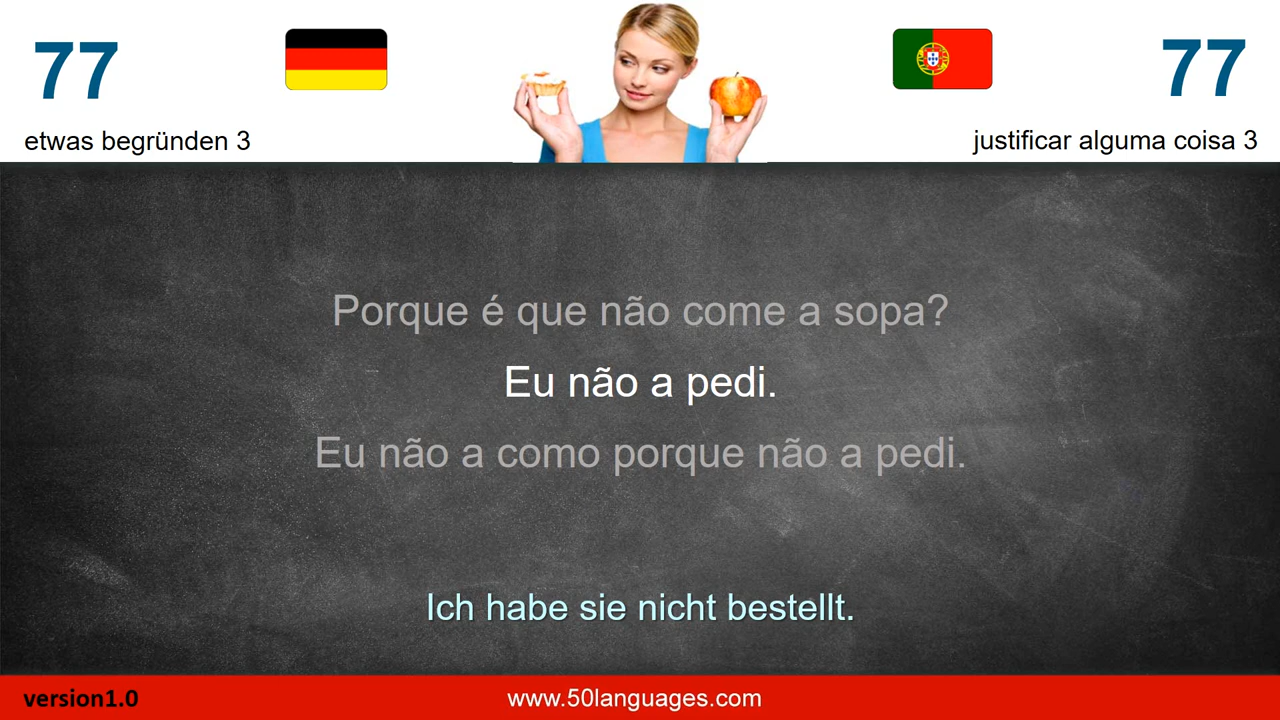 77
77
etwas begründen 3
justificar alguma coisa 3
Porque é que não come a sopa?
Eu não a pedi.
Eu não a como porque não a pedi.
Ich habe sie nicht bestellt.
version1.0
www.50languages.com